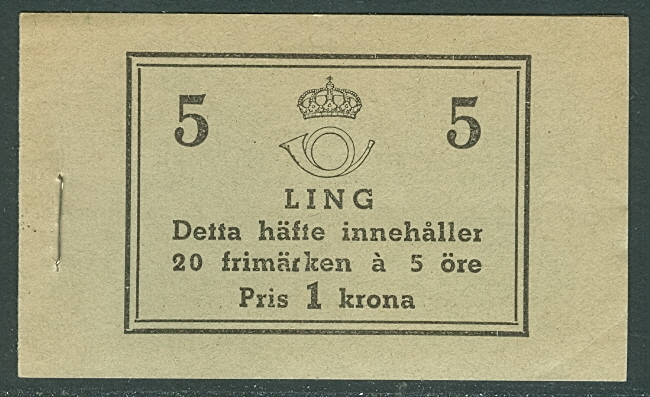 5 5
LING
Detta häfte innehåller
20 frimärken à 5 öre
Pris 1 krona